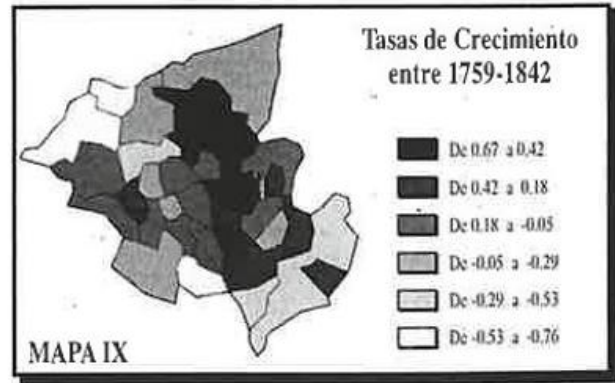 Tasas de Crecimiento
entre 1759-1842
De 0.67 a 0.42
De 0.42 a 0.18
De 0.18 a -0.05
De -0.05 a -0.29
De -0.29 a -0.53
De -0.53 a -0.76
MAPA IX